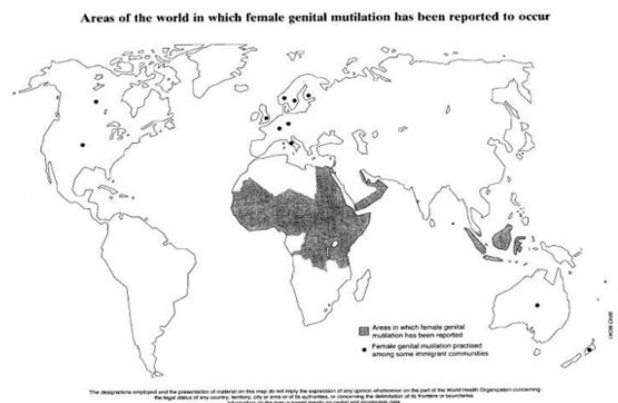 Areas of the world in which female genital mutilation has been reported to occur
Areas in which female genital
mutilation has been reported
Female genital mutilation practised
among some immigrant communities
The designations employed and the presentation of material on this map do not imply the expression of any opinion whatsoever on the part of the World Health Organization concerning
the legal status of any country, territory, city or area or of its authorities, or concerning the delimitation of its frontiers or boundaries